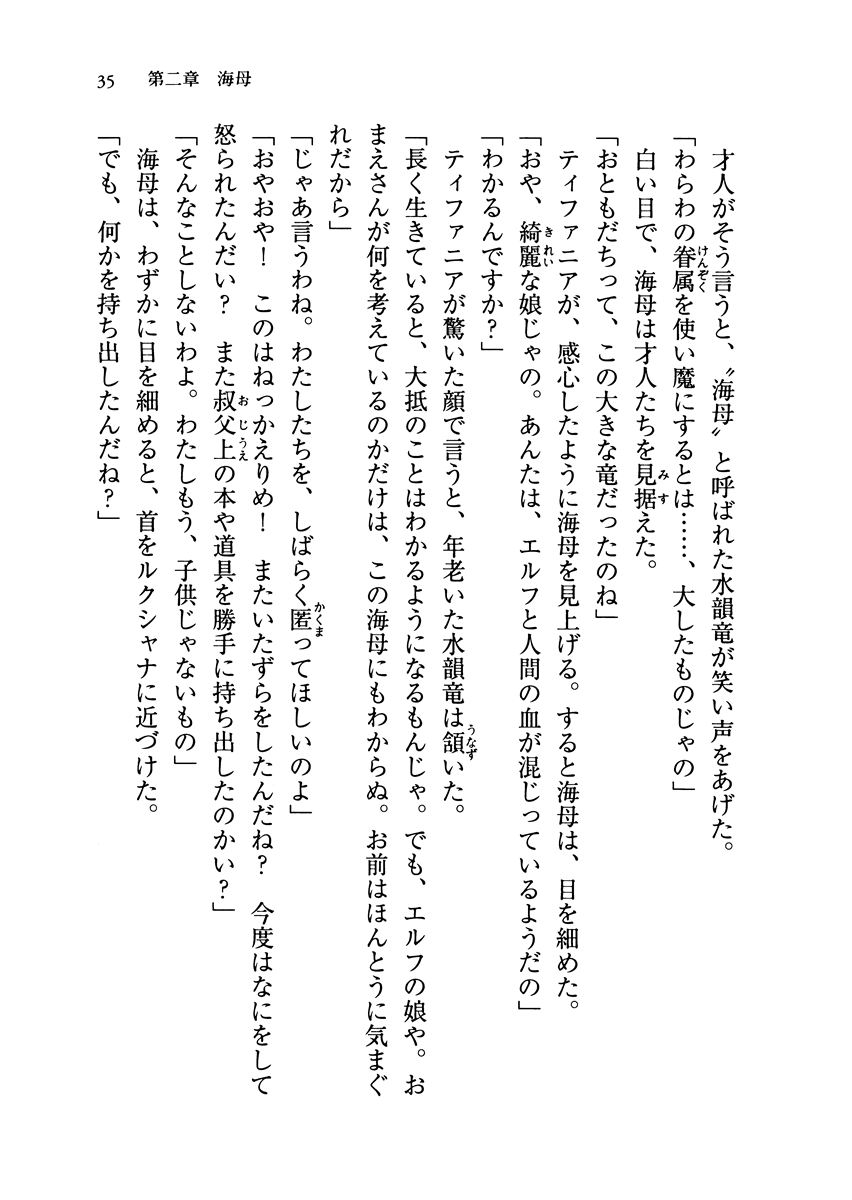 35　第二章　海母
　才人がそう言うと、〝海母〟と呼ばれた水韻竜が笑い声をあげた。
「わらわの眷属を使い魔にするとは……、大したものじゃの」
　白い目で、海母は才人たちを見据えた。
「おともだちって、この大きな竜だったのね」
　ティファニアが、感心したように海母を見上げる。すると海母は、目を細めた。
「おや、綺麗な娘じゃの。あんたは、エルフと人間の血が混じっているようだの」
「わかるんですか？」
　ティファニアが驚いた顔で言うと、年老いた水韻竜は頷いた。
「長く生きていると、大抵のことはわかるようになるもんじゃ。でも、エルフの娘や。お
まえさんが何を考えているのかだけは、この海母にもわからぬ。お前はほんとうに気まぐ
れだから」
「じゃあ言うわね。わたしたちを、しばらく匿ってほしいのよ」
「おやおや！　このはねっかえりめ！　またいたずらをしたんだね？　今度はなにをして
怒られたんだい？　また叔父上の本や道具を勝手に持ち出したのかい？」
「そんなことしないわよ。わたしもう、子供じゃないもの」
　海母は、わずかに目を細めると、首をルクシャナに近づけた。
「でも、何かを持ち出したんだね？」